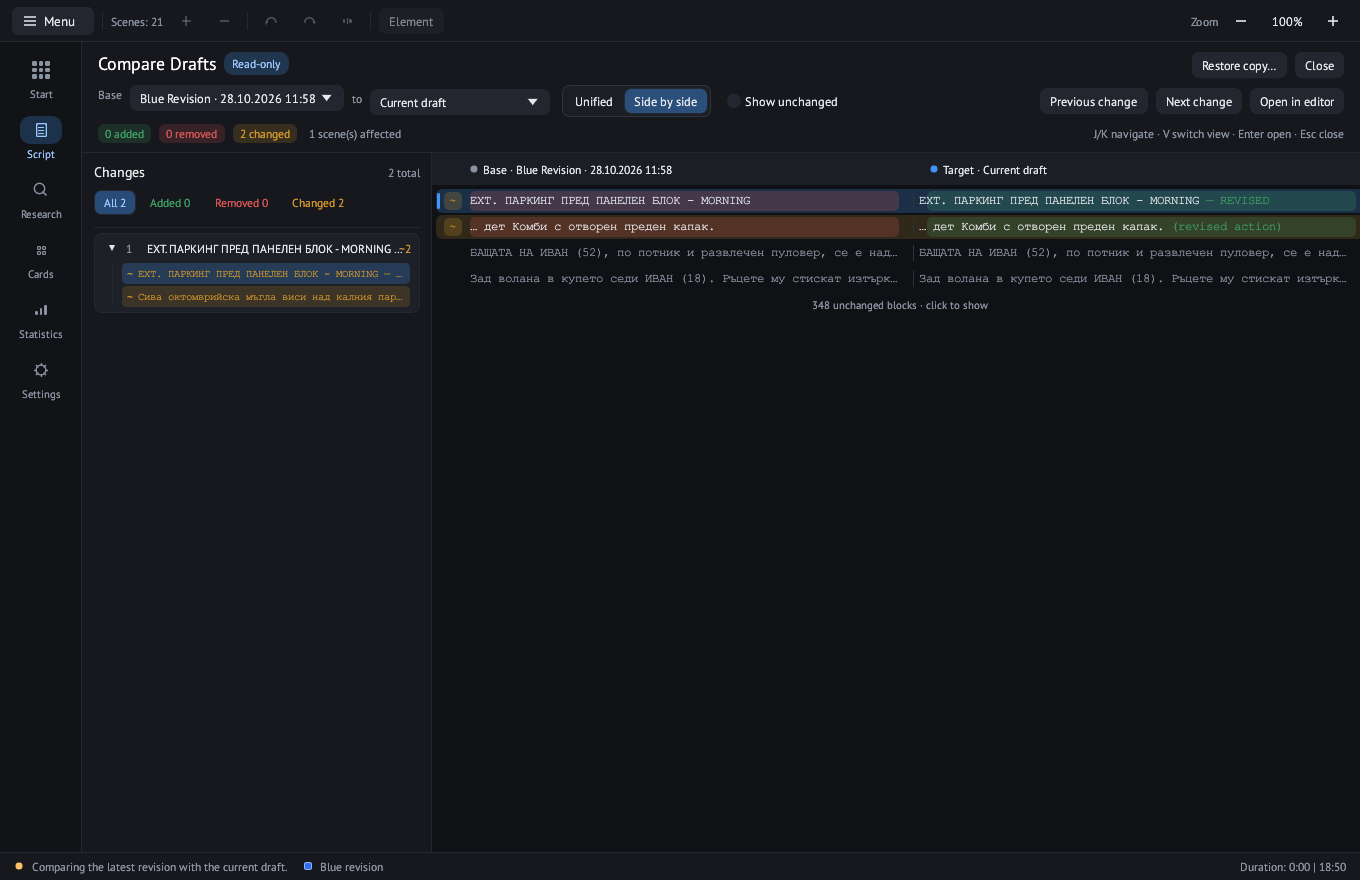 Menu
Scenes: 21
Element
Zoom
100%
Start
Script
Research
Cards
Statistics
Settings
Compare Drafts
Read-only
Restore copy...
Close
Base
Blue Revision · 28.10.2026 11:58
to
Current draft
Unified
Side by side
Show unchanged
Previous change
Next change
Open in editor
0 added
0 removed
2 changed
1 scene(s) affected
J/K navigate · V switch view · Enter open · Esc close
Changes
2 total
All 2
Added 0
Removed 0
Changed 2
1 EXT. ПАРКИНГ ПРЕД ПАНЕЛЕН БЛОК - MORNING ...
~2
~ EXT. ПАРКИНГ ПРЕД ПАНЕЛЕН БЛОК – MORNING — …
~ Сива октомврийска мъгла виси над калния пар…
Base · Blue Revision · 28.10.2026 11:58
Target · Current draft
~ EXT. ПАРКИНГ ПРЕД ПАНЕЛЕН БЛОК – MORNING
EXT. ПАРКИНГ ПРЕД ПАНЕЛЕН БЛОК – MORNING — REVISED
~ … дет Комби с отворен преден капак.
… дет Комби с отворен преден капак. (revised action)
БАЩАТА НА ИВАН (52), по потник и развлечен пуловер, се е над…
БАЩАТА НА ИВАН (52), по потник и развлечен пуловер, се е над…
Зад волана в купето седи ИВАН (18). Ръцете му стискат изтърк…
Зад волана в купето седи ИВАН (18). Ръцете му стискат изтърк…
348 unchanged blocks · click to show
Comparing the latest revision with the current draft.
Blue revision
Duration: 0:00 | 18:50